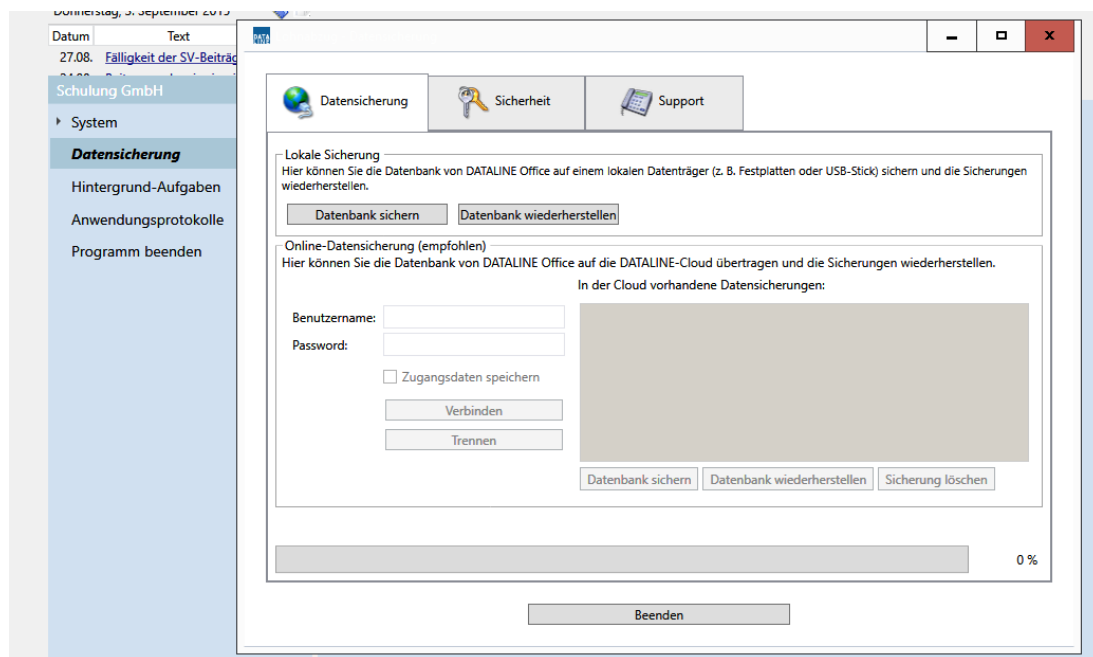 Donnerstag, 3. September 2015
Datum Text
27.08. Fälligkeit der SV-Beiträg
Schulung GmbH
System
Datensicherung
Hintergrund-Aufgaben
Anwendungsprotokolle
Programm beenden
DATA
LINE
Datensicherung
Sicherheit
Support
Lokale Sicherung
Hier können Sie die Datenbank von DATALINE Office auf einem lokalen Datenträger (z. B. Festplatten oder USB-Stick) sichern und die Sicherungen
wiederherstellen.
Datenbank sichern
Datenbank wiederherstellen
Online-Datensicherung (empfohlen)
Hier können Sie die Datenbank von DATALINE Office auf die DATALINE-Cloud übertragen und die Sicherungen wiederherstellen.
In der Cloud vorhandene Datensicherungen:
Benutzername:
Password:
Zugangsdaten speichern
Verbinden
Trennen
Datenbank sichern
Datenbank wiederherstellen
Sicherung löschen
0 %
Beenden